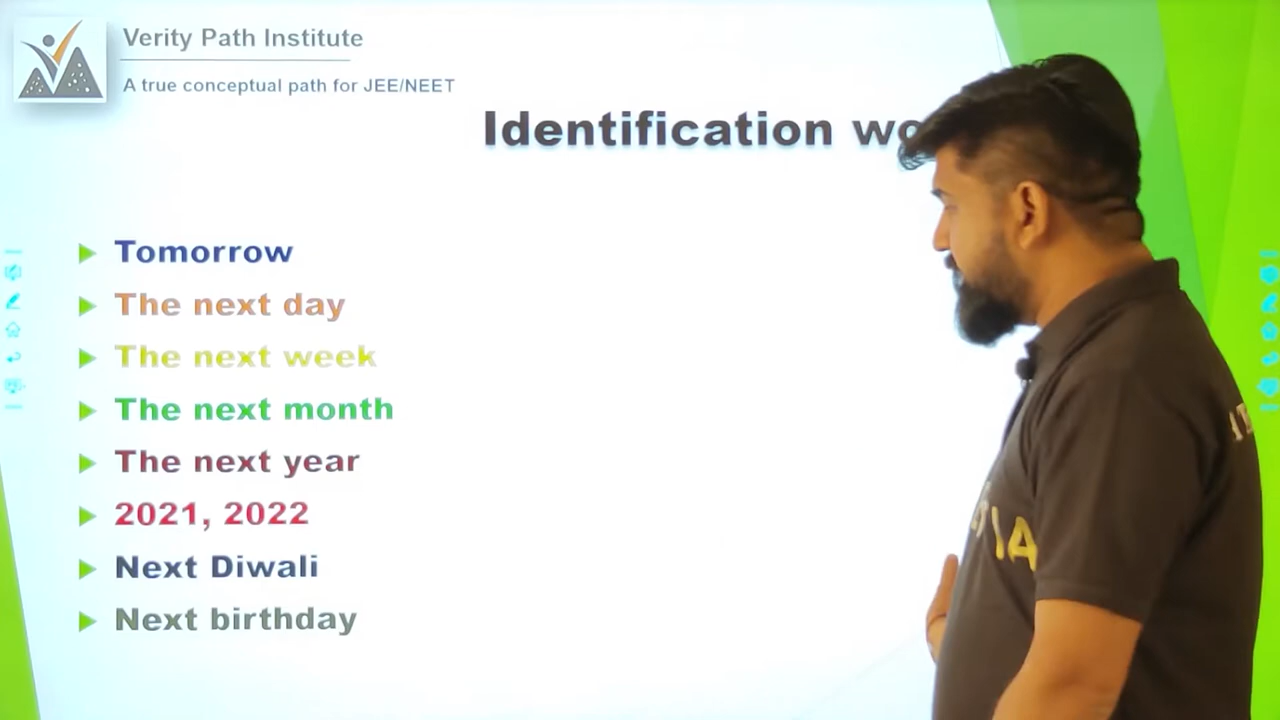 Verity Path Institute
A true conceptual path for JEE/NEET
Identification
Tomorrow
The next day
The next week
The next month
The next year
2021, 2022
Next Diwali
Next birthday